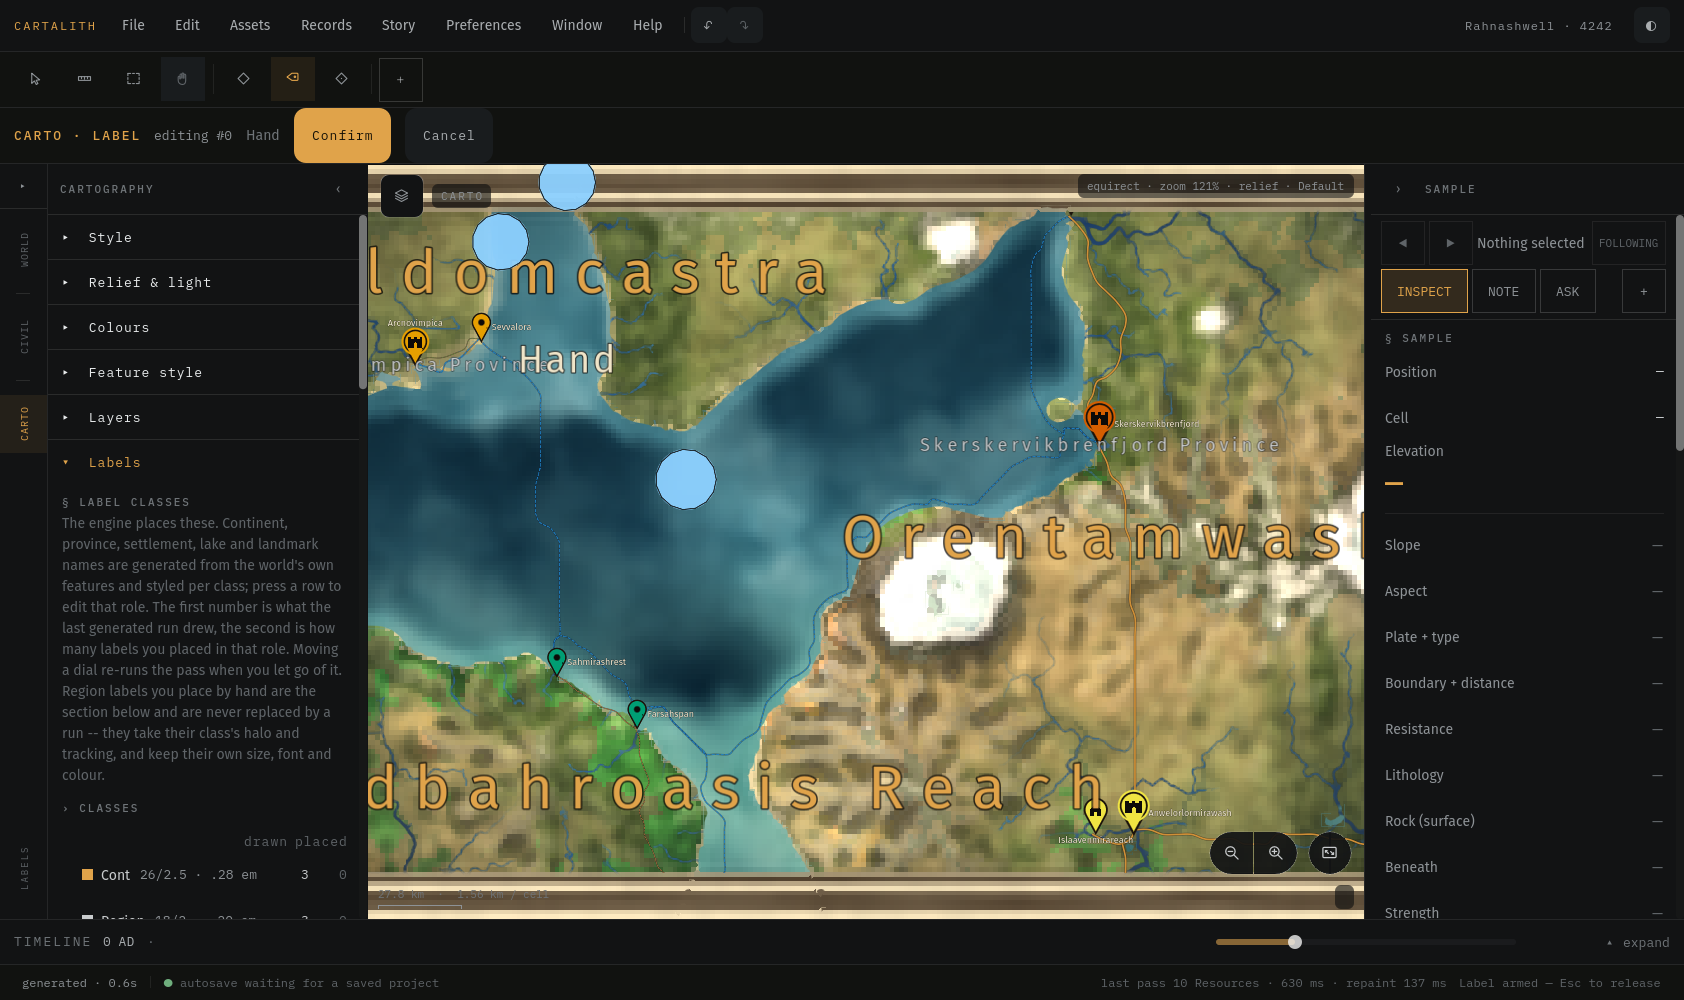 CARTALITH File Edit Assets Records Story Preferences Window Help Rahnashwell · 4242
CARTO · LABEL editing #0 Hand Confirm Cancel
WORLD
CIVIL
CARTO
LABELS
CARTOGRAPHY
Style
Relief & light
Colours
Feature style
Layers
Labels
§ LABEL CLASSES
The engine places these. Continent,
province, settlement, lake and landmark
names are generated from the world's own
features and styled per class; press a row to
edit that role. The first number is what the
last generated run drew, the second is how
many labels you placed in that role. Moving
a dial re-runs the pass when you let go of it.
Region labels you place by hand are the
section below and are never replaced by a
run -- they take their class's halo and
tracking, and keep their own size, font and
colour.
› CLASSES
drawn placed
Cont 26/2.5 · .28 em 3 0
CARTO
equirect · zoom 121% · relief · Default
ldomcastra
Arcnovimpica
Sevvalora
mpica Province
Hand
Skerskervikbrenfjord
Skerskervikbrenfjord Province
Orentamwas
Sahmirashrest
Farsahspan
dbahroasis Reach
Anwelorlormirawash
Islaavenmirareach
27.8 km · 1.56 km / cell
SAMPLE
Nothing selected FOLLOWING
INSPECT NOTE ASK +
§ SAMPLE
Position —
Cell —
Elevation
—
Slope —
Aspect —
Plate + type —
Boundary + distance —
Resistance —
Lithology —
Rock (surface) —
Beneath —
Strength —
TIMELINE 0 AD · expand
generated · 0.6s autosave waiting for a saved project last pass 10 Resources · 630 ms · repaint 137 ms Label armed — Esc to release